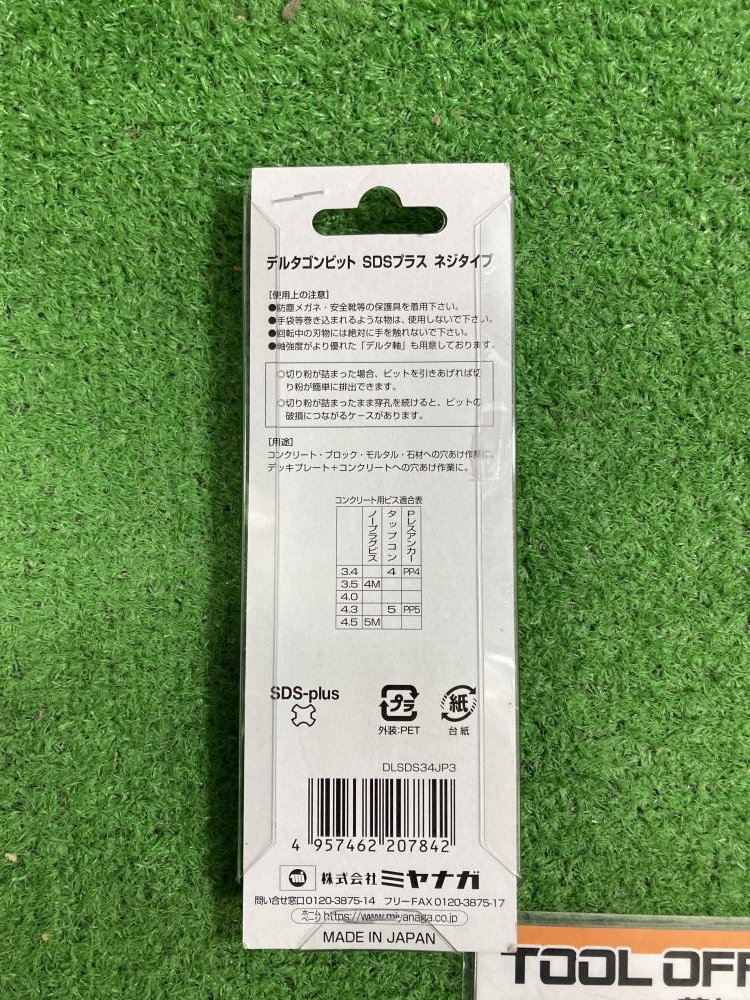 デルタゴンビット SDSプラス ネジタイプ
[使用上の注意]
●防塵メガネ・安全靴等の保護具を着用下さい。
●手袋等巻き込まれるような物は、使用しないで下さい。
●回転中の刃物には絶対に手を触れないで下さい。
●軸強度がより優れた「デルタ軸」も用意しております。
◎切り粉が詰まった場合、ビットを引きあげれば切
り粉が簡単に排出できます。
◎切り粉が詰まったまま穿孔を続けると、ビットの
破損につながるケースがあります。
[用途]
コンクリート・ブロック・モルタル・石材への穴あけ作業に。
デッキプレート+コンクリートへの穴あけ作業に。
コンクリート用ビス適合表
ノープラグビス タップコン Pレスアンカー
3.4 4 PP4
3.5 4M
4.0
4.3 5 PP5
4.5 5M
SDS-plus
プラ 紙
外装:PET 台紙
DLSDS34JP3
4 957462 207842
mi 株式会社 ミヤナガ
問い合せ窓口0120-3875-14 フリーFAX0120-3875-17
ホームページ https://www.miyanaga.co.jp
MADE IN JAPAN
TOOL OFF